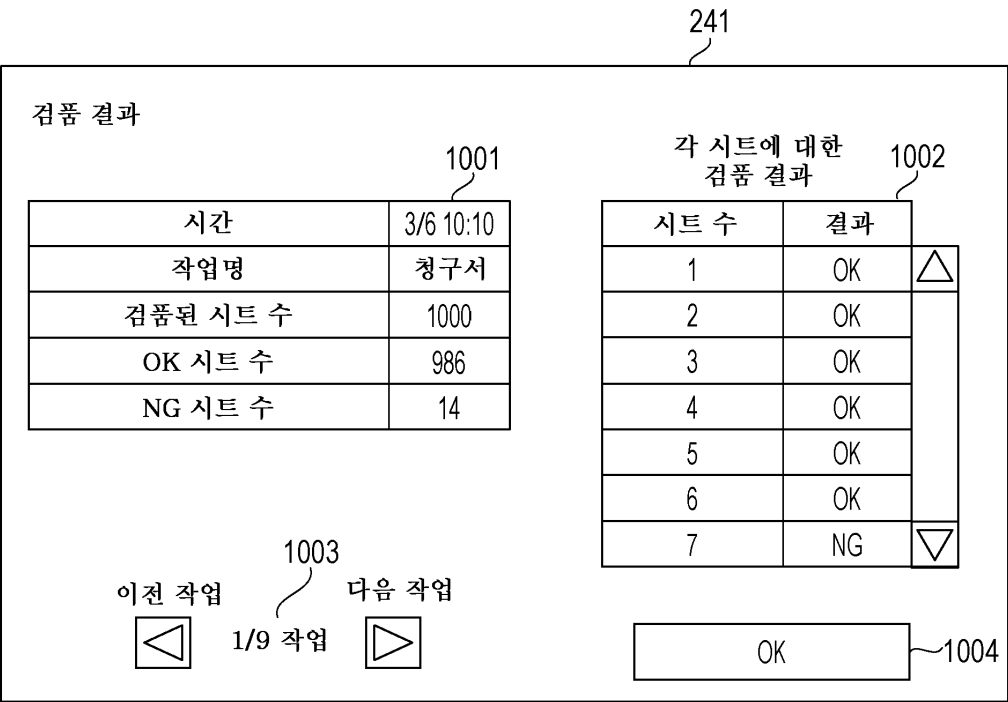 241
검품 결과
1001
시간 3/6 10:10
작업명 청구서
검품된 시트 수 1000
OK 시트 수 986
NG 시트 수 14
각 시트에 대한
검품 결과
1002
시트 수 결과
1 OK
2 OK
3 OK
4 OK
5 OK
6 OK
7 NG
1003
이전 작업 다음 작업
1/9 작업
OK
1004